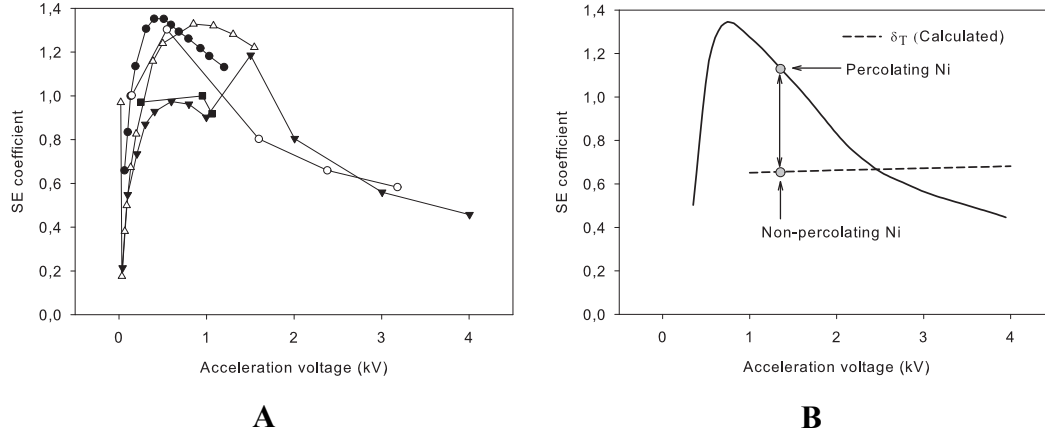 1,4
1,2
1,0
0,8
0,6
0,4
0,2
0,0
SE coefficient
0 1 2 3 4
Acceleration voltage (kV)
A
1,4
1,2
1,0
0,8
0,6
0,4
0,2
0,0
SE coefficient
δT (Calculated)
Percolating Ni
Non-percolating Ni
0 1 2 3 4
Acceleration voltage (kV)
B